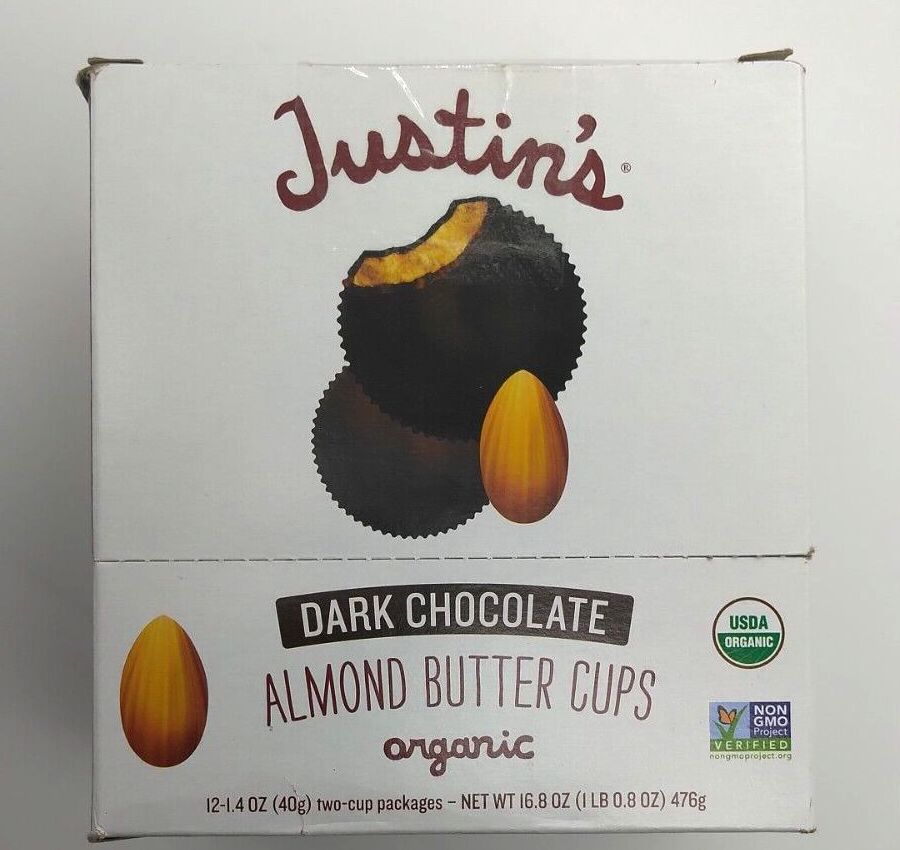 Justin's®
DARK CHOCOLATE
ALMOND BUTTER CUPS
organic
USDA
ORGANIC
NON
GMO
Project
VERIFIED
nongmoproject.org
12-1.4 OZ (40g) two-cup packages – NET WT 16.8 OZ (1 LB 0.8 OZ) 476g